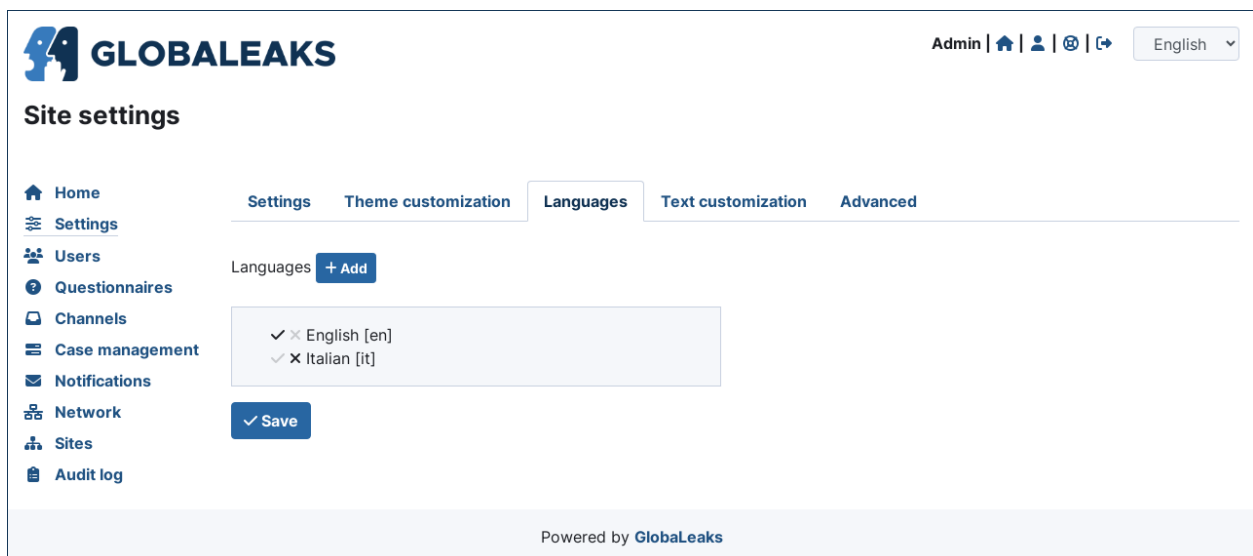 GLOBALEAKS
Admin | | | | English
Site settings
Home
Settings
Users
Questionnaires
Channels
Case management
Notifications
Network
Sites
Audit log
Settings Theme customization Languages Text customization Advanced
Languages + Add
English [en]
Italian [it]
Save
Powered by GlobaLeaks